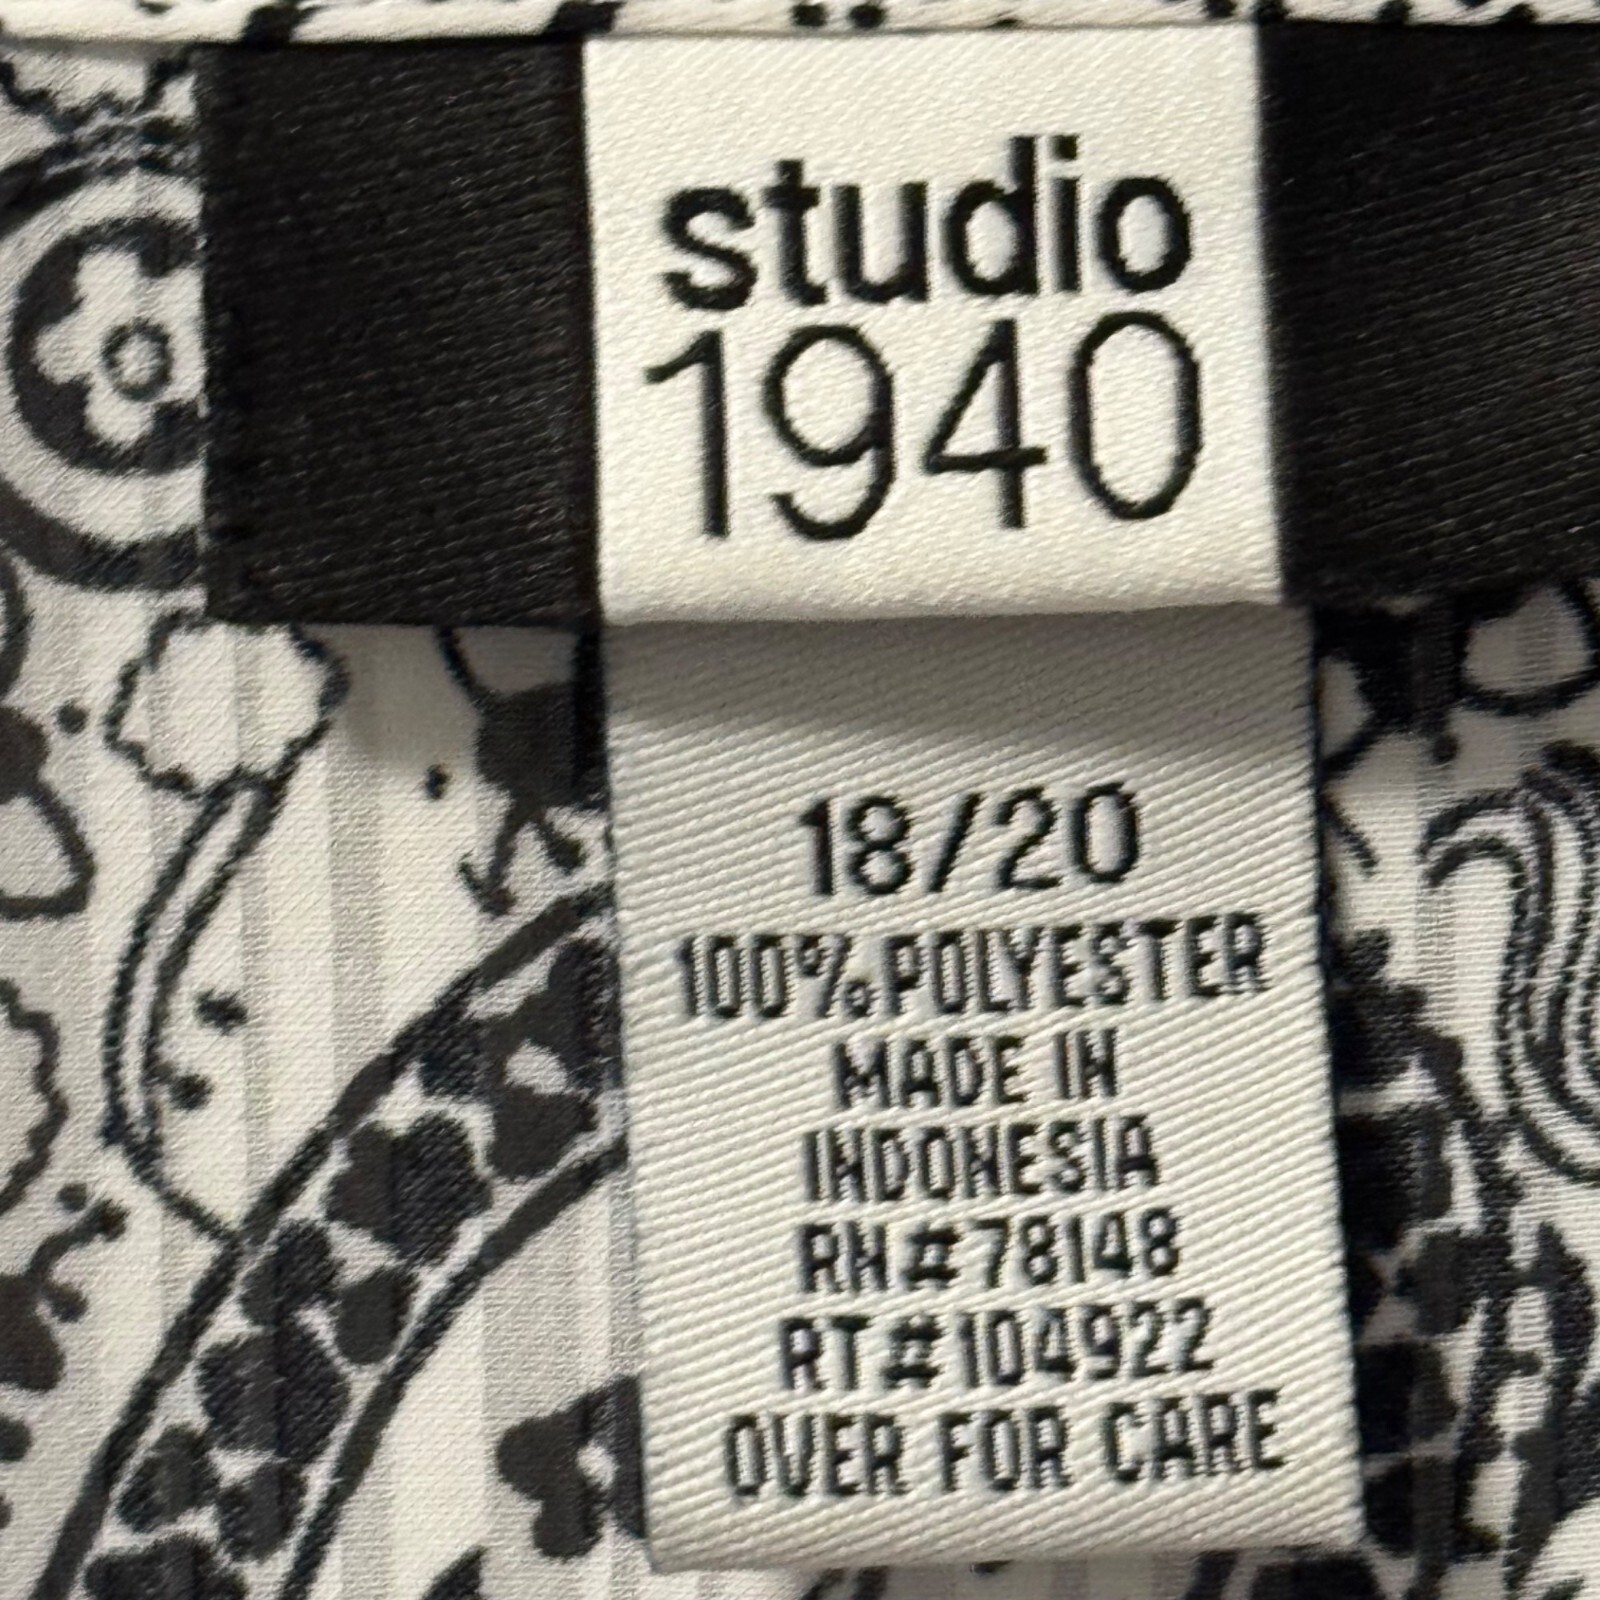 studio
1940
18/20
100% POLYESTER
MADE IN
INDONESIA
RN#78148
RT#104922
OVER FOR CARE